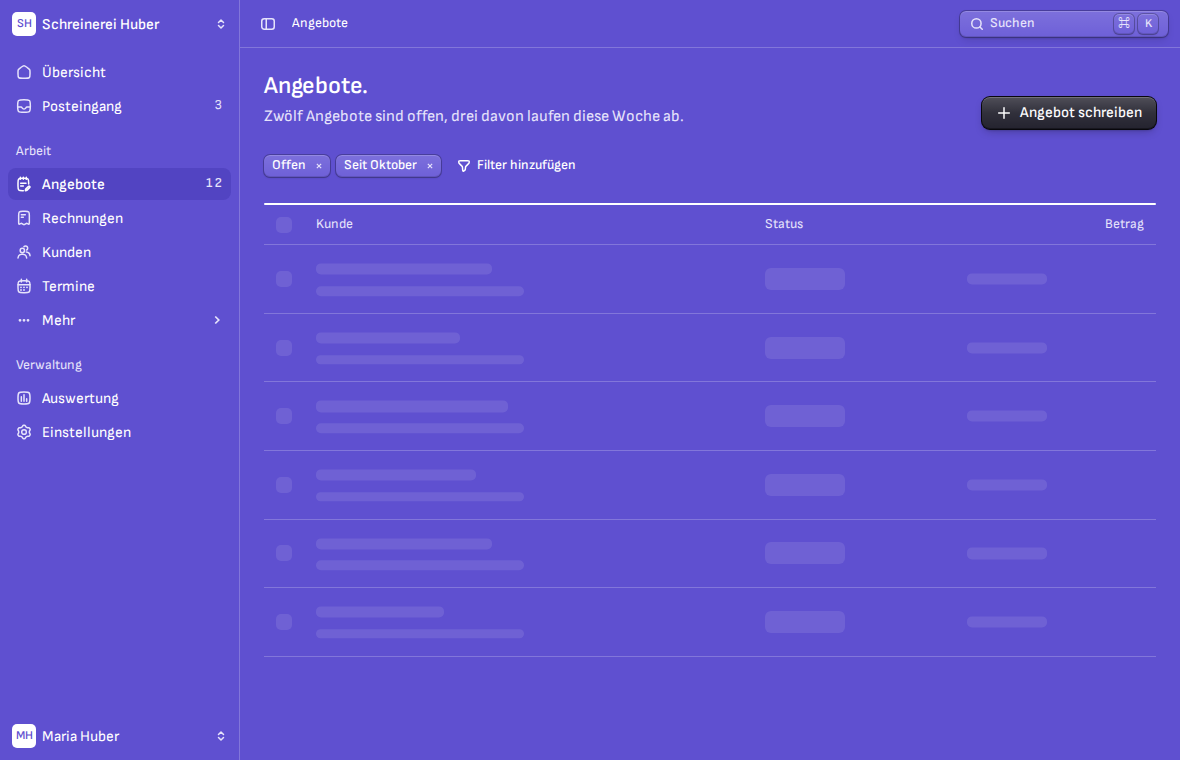 SH Schreinerei Huber
Übersicht
Posteingang 3
Arbeit
Angebote 12
Rechnungen
Kunden
Termine
Mehr
Verwaltung
Auswertung
Einstellungen
MH Maria Huber
Angebote
Suchen ⌘ K
Angebote.
Zwölf Angebote sind offen, drei davon laufen diese Woche ab.
Angebot schreiben
Offen × Seit Oktober × Filter hinzufügen
Kunde Status Betrag